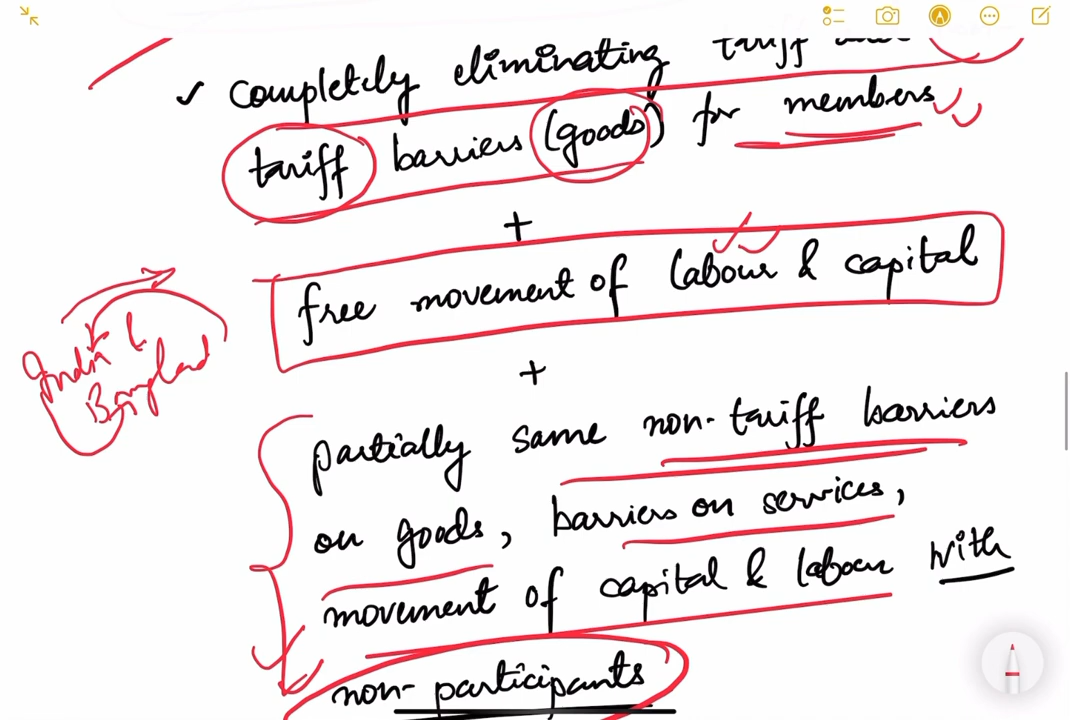 ✓ completely eliminating tariff
tariff barriers (goods) for members
+
free movement of labour & capital
+
India &
partially same non-tariff barriers
on goods, barriers on services,
movement of capital & labour with
non-participants